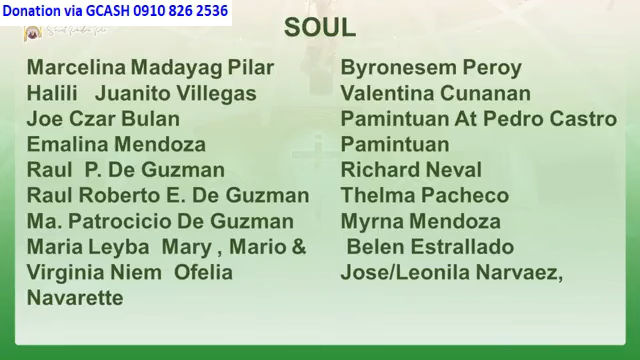 Donation via GCASH 0910 826 2536
SOUL
Marcelina Madayag Pilar
Halili Juanito Villegas
Joe Czar Bulan
Emalina Mendoza
Raul P. De Guzman
Raul Roberto E. De Guzman
Ma. Patrocicio De Guzman
Maria Leyba Mary , Mario &
Virginia Niem Ofelia
Navarette
Byronesem Peroy
Valentina Cunanan
Pamintuan At Pedro Castro
Pamintuan
Richard Neval
Thelma Pacheco
Myrna Mendoza
Belen Estrallado
Jose/Leonila Narvaez,